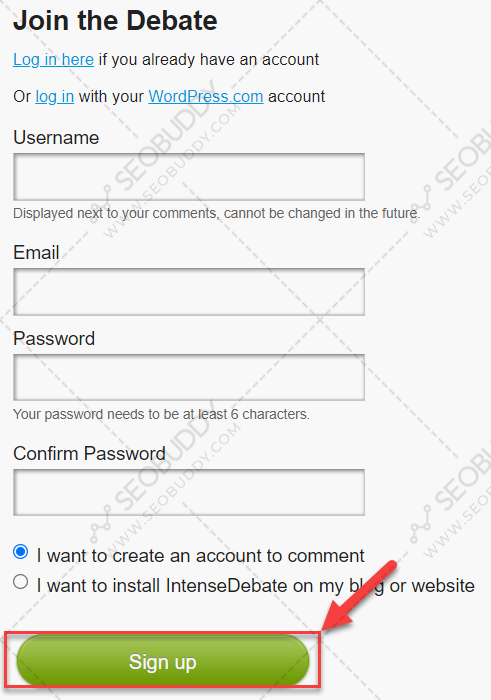 Join the Debate
Log in here if you already have an account
Or log in with your WordPress.com account
Username
SEOBUDDY
WWW.SEOBUDDY.COM
SEOBUDDY
WWW.SEOBUDDY.COM
Displayed next to your comments, cannot be changed in the future.
Email
Password
Your password needs to be at least 6 characters.
Confirm Password
SEOBUDDY
WWW.SEOBUDDY.COM
SEOBUDDY
WWW.SEOBUDDY.COM
I want to create an account to comment
I want to install IntenseDebate on my blog or website
Sign up